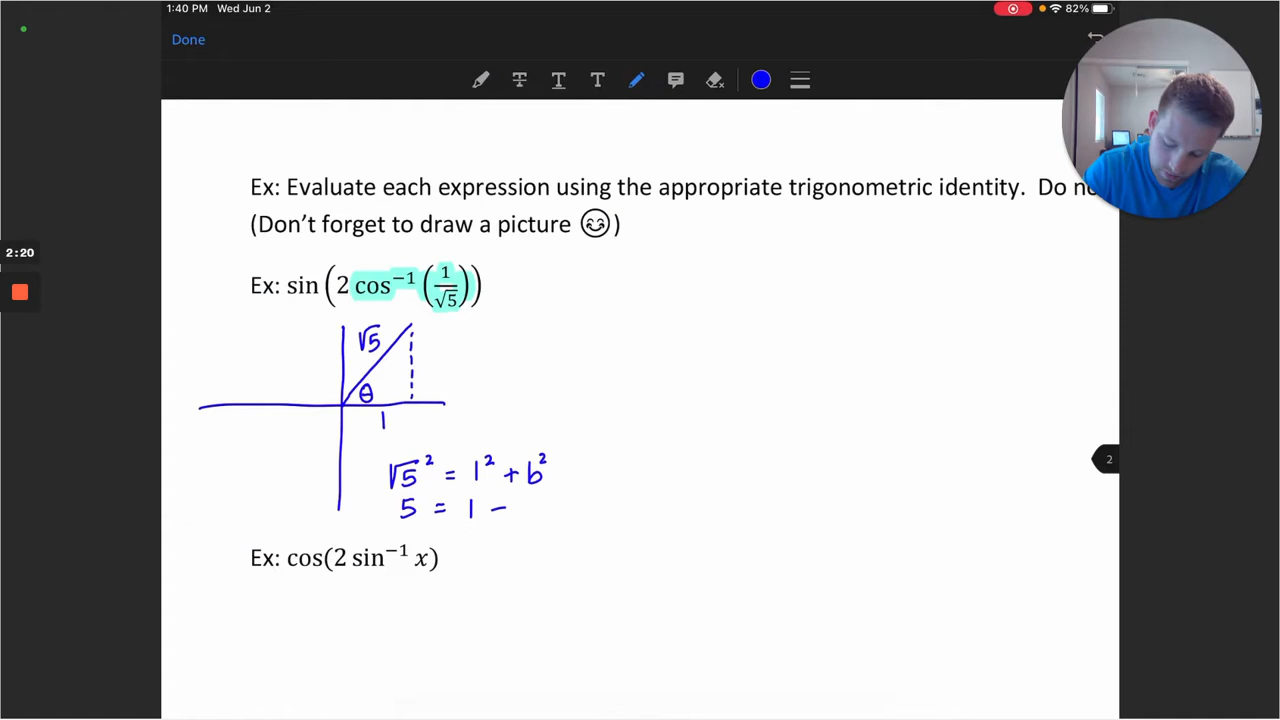 1:40 PM Wed Jun 2
82%
Done
T T T
2:20
Ex: Evaluate each expression using the appropriate trigonometric identity. Do
(Don't forget to draw a picture 😊)
Ex: sin (2 cos⁻¹ (1/√5))
√5
θ
1
√5² = 1² + b²
5 = 1 −
2
Ex: cos(2 sin⁻¹ x)